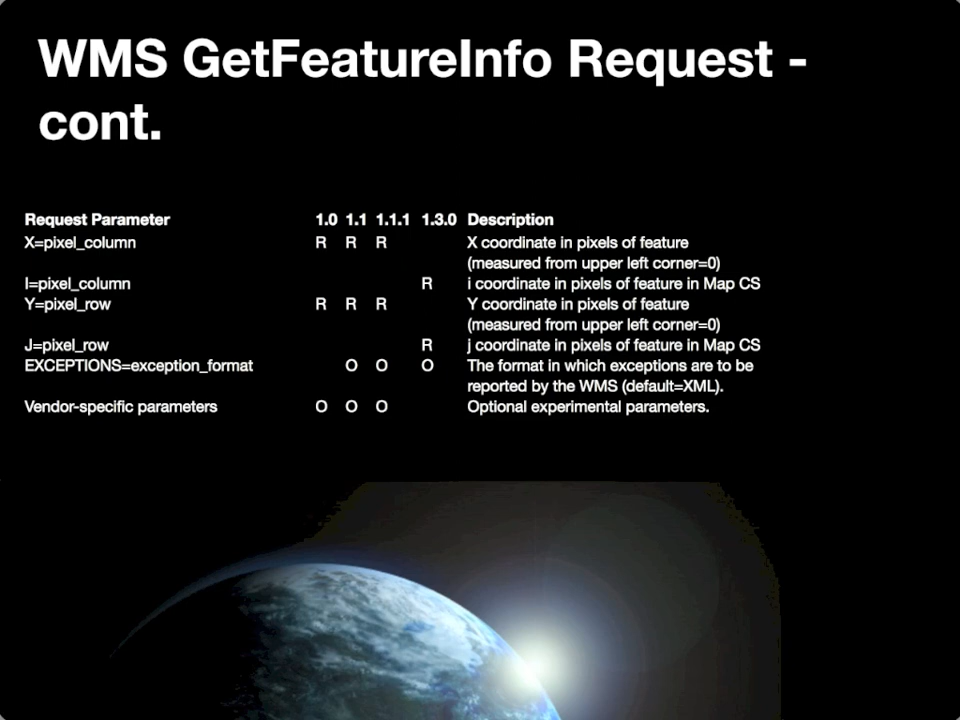 WMS GetFeatureInfo Request -
cont.
Request Parameter 1.0 1.1 1.1.1 1.3.0 Description
X=pixel_column R R R X coordinate in pixels of feature
(measured from upper left corner=0)
I=pixel_column R i coordinate in pixels of feature in Map CS
Y=pixel_row R R R Y coordinate in pixels of feature
(measured from upper left corner=0)
J=pixel_row R j coordinate in pixels of feature in Map CS
EXCEPTIONS=exception_format O O O The format in which exceptions are to be
reported by the WMS (default=XML).
Vendor-specific parameters O O O Optional experimental parameters.